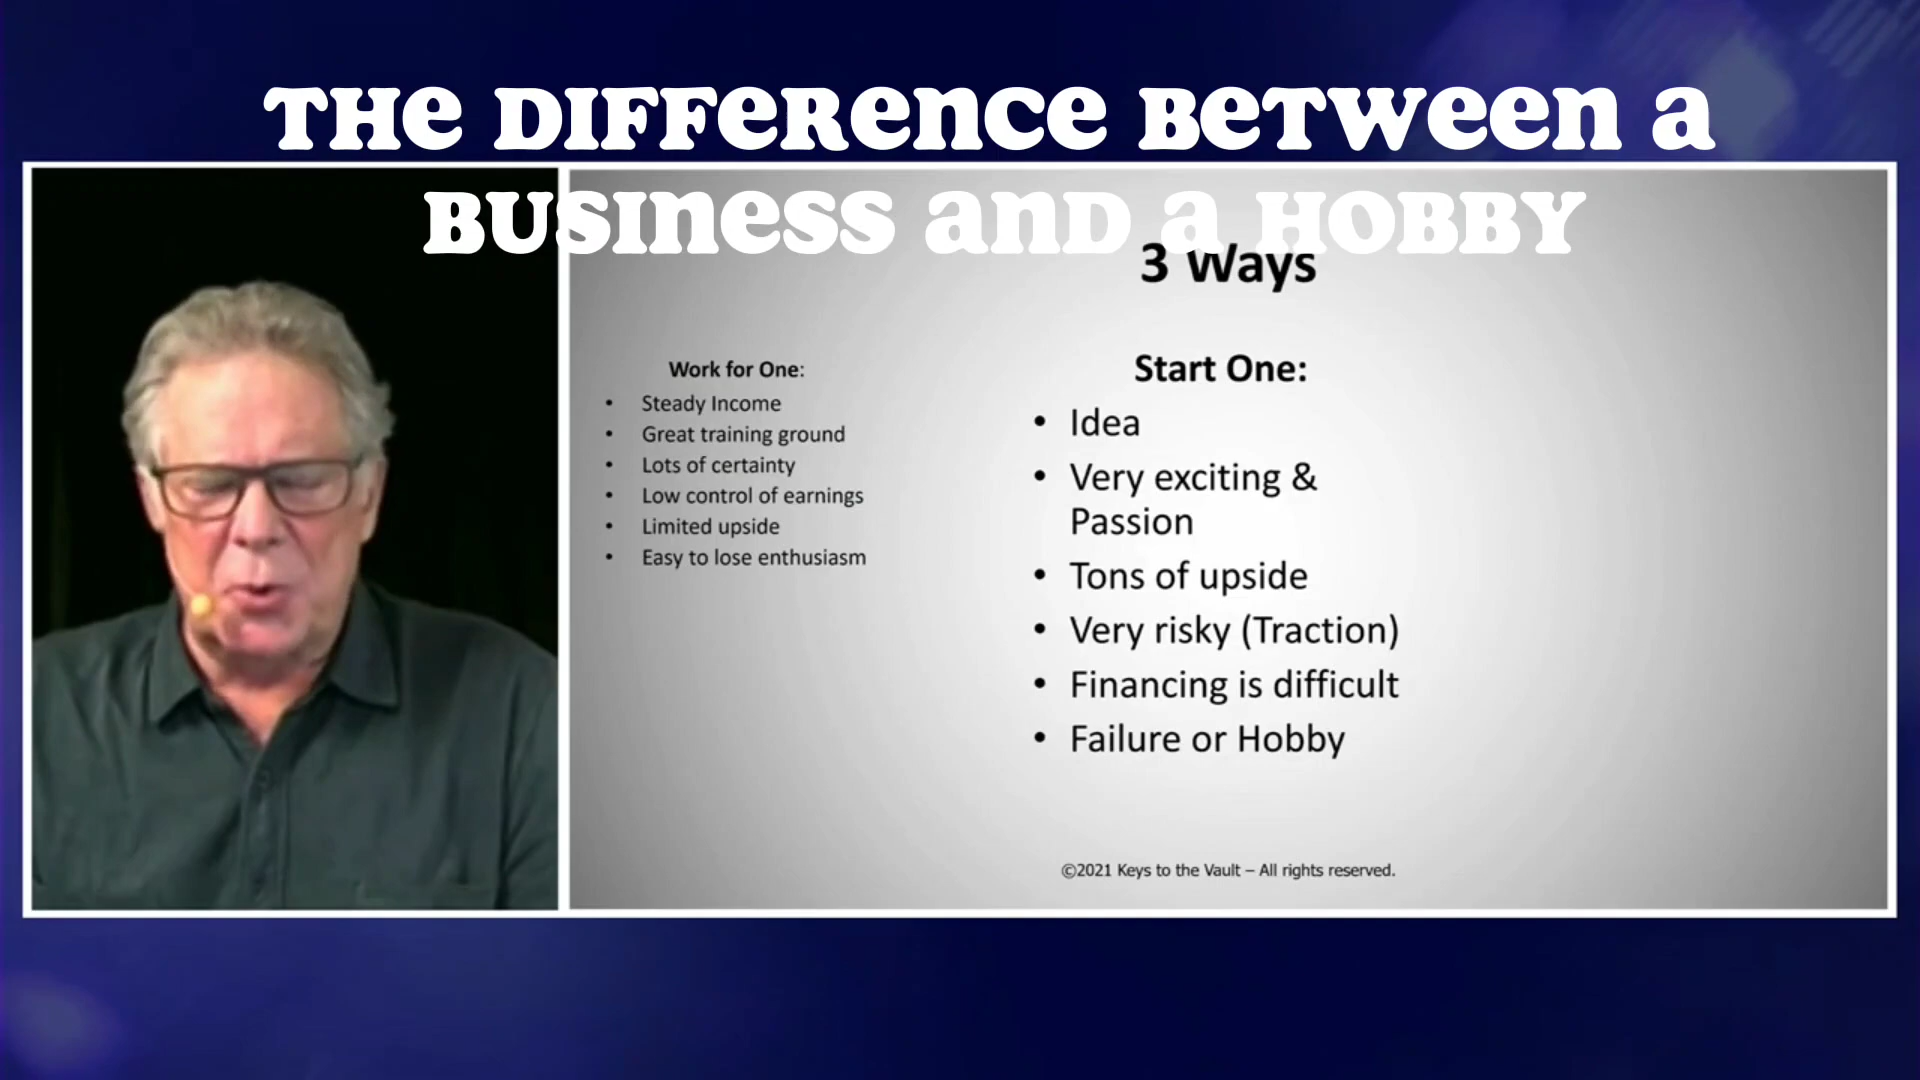 THE DIFFERENCE BETWEEN A
BUSINESS AND A HOBBY
3 Ways
Work for One:
• Steady Income
• Great training ground
• Lots of certainty
• Low control of earnings
• Limited upside
• Easy to lose enthusiasm
Start One:
• Idea
• Very exciting &
Passion
• Tons of upside
• Very risky (Traction)
• Financing is difficult
• Failure or Hobby
©2021 Keys to the Vault – All rights reserved.